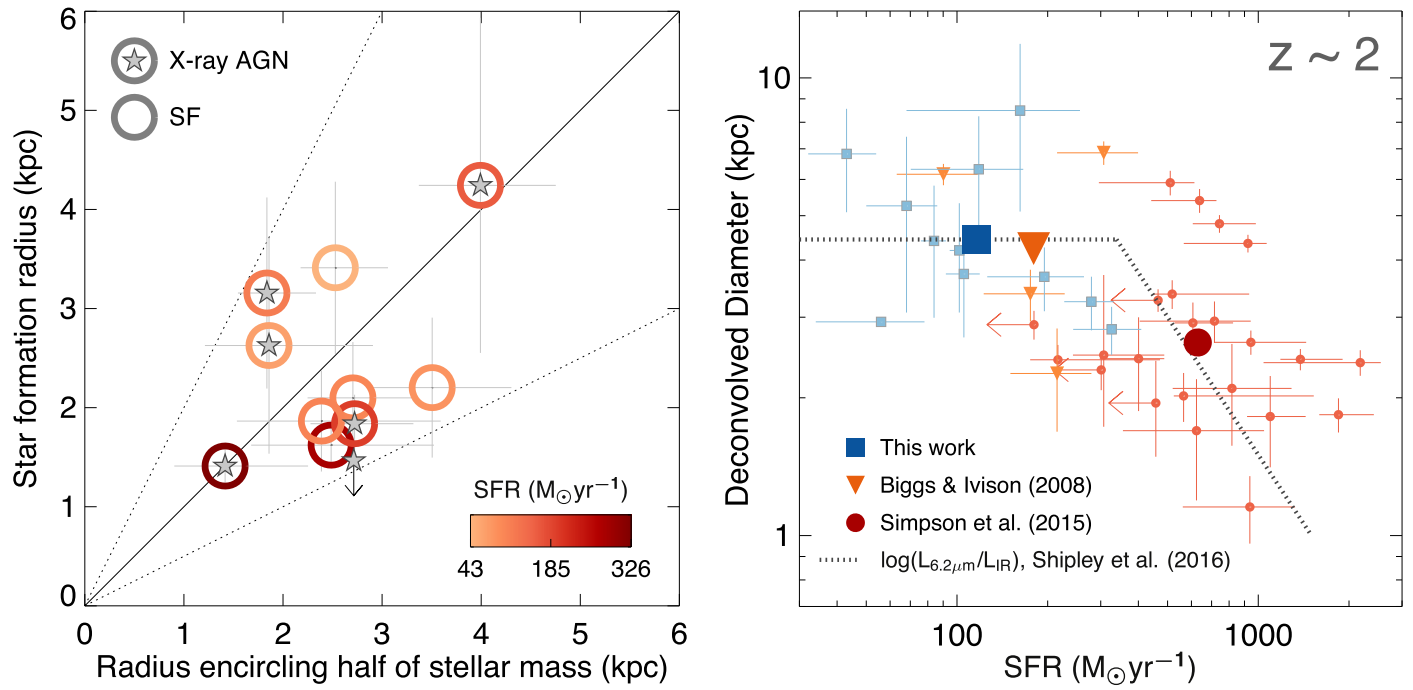 6
5
4
3
2
1
0
0 1 2 3 4 5 6
Star formation radius (kpc)
Radius encircling half of stellar mass (kpc)
X-ray AGN
SF
SFR (M⊙yr⁻¹)
43 185 326
z ~ 2
10
1
100 1000
Deconvolved Diameter (kpc)
SFR (M⊙yr⁻¹)
This work
Biggs & Ivison (2008)
Simpson et al. (2015)
log(L6.2μm/LIR), Shipley et al. (2016)